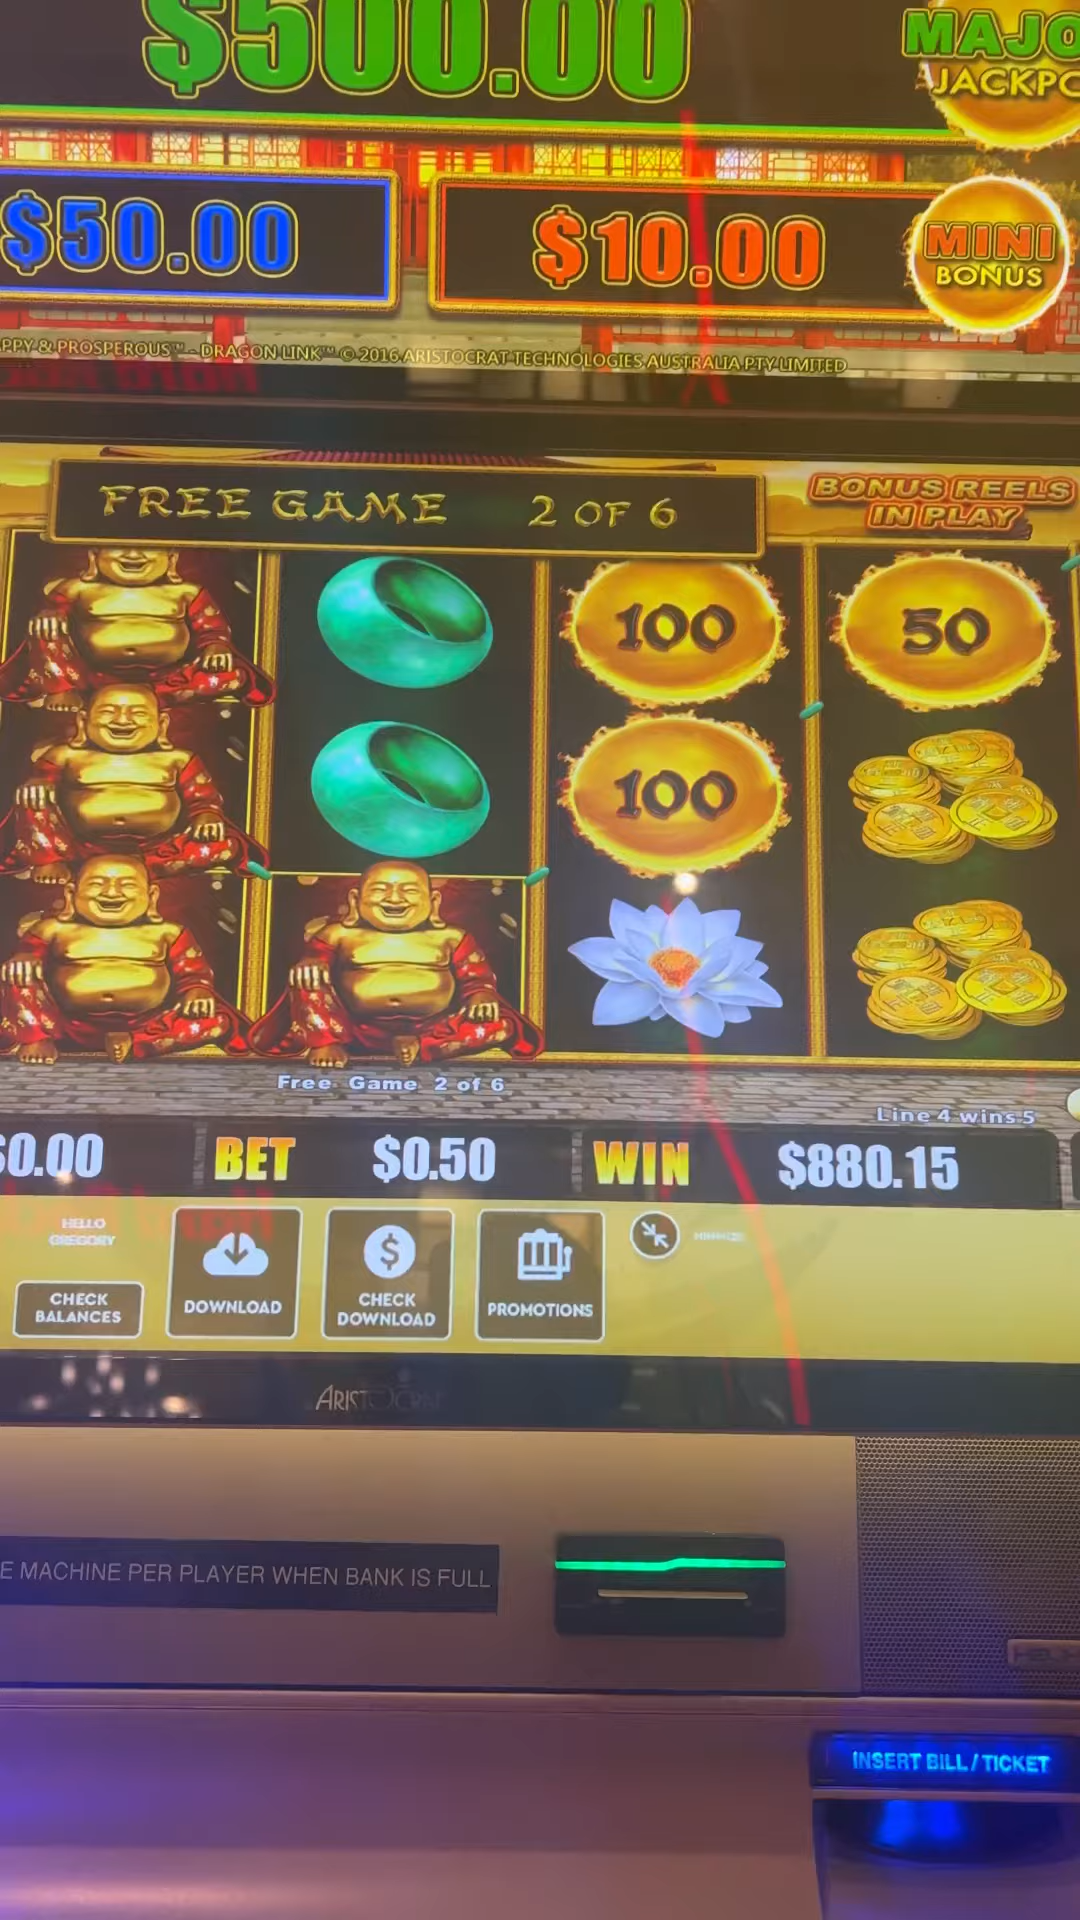 $500.00
MAJO
JACKPO
$50.00
$10.00
MINI
BONUS
PPY & PROSPEROUS™ - DRAGON LINK™ © 2016 ARISTOCRAT TECHNOLOGIES AUSTRALIA PTY LIMITED
FREE GAME 2 OF 6
BONUS REELS
IN PLAY
100
50
100
Free Game 2 of 6
Line 4 wins 5
$0.00
BET $0.50
WIN $880.15
HELLO
GREGORY
CHECK
BALANCES
DOWNLOAD
CHECK
DOWNLOAD
PROMOTIONS
ARISTOCRAT
E MACHINE PER PLAYER WHEN BANK IS FULL
INSERT BILL / TICKET